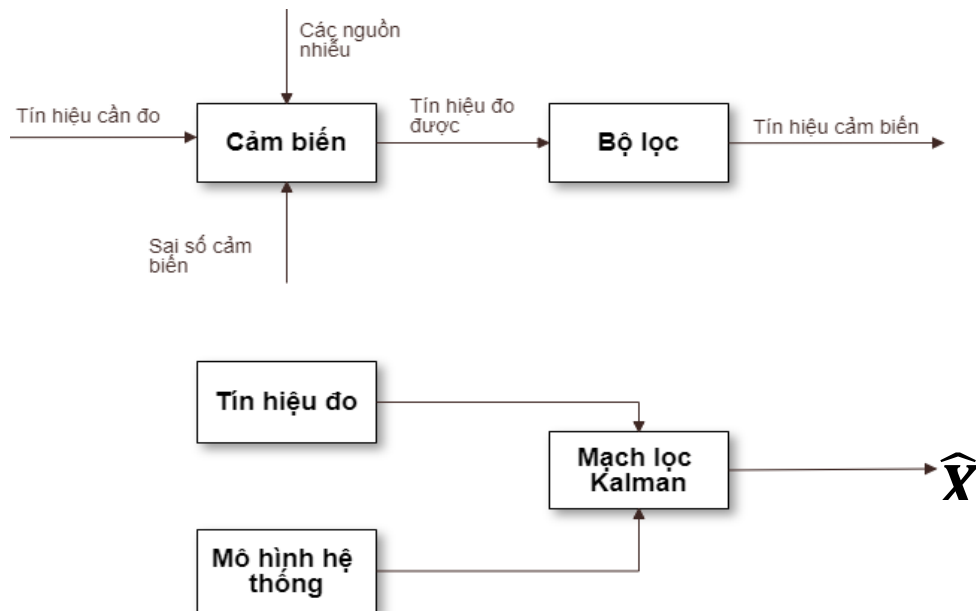 Các nguồn
nhiễu
Tín hiệu cần đo
Cảm biến
Tín hiệu đo
được
Bộ lọc
Tín hiệu cảm biến
Sai số cảm
biến
Tín hiệu đo
Mạch lọc
Kalman
X̂
Mô hình hệ
thống